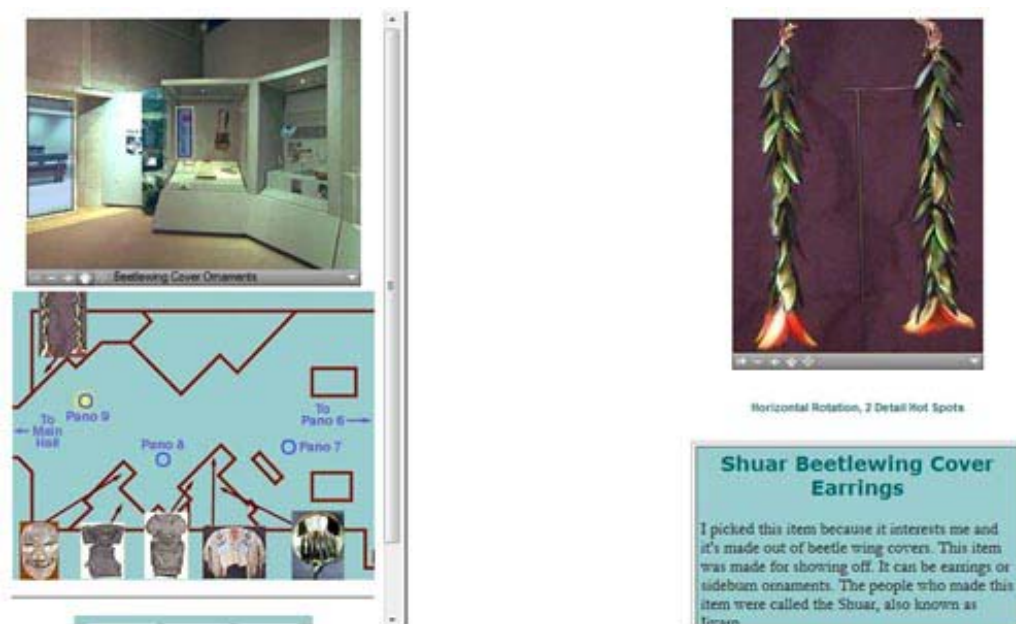 Beetlewing Cover Ornaments
Pano 9
To
Main
Hall
To
Pano 6
Pano 8
Pano 7
Horizontal Rotation, 2 Detail Hot Spots
Shuar Beetlewing Cover
Earrings
I picked this item because it interests me and
it's made out of beetle wing covers. This item
was made for showing off. It can be earrings or
sideburn ornaments. The people who made this
item were called the Shuar, also known as